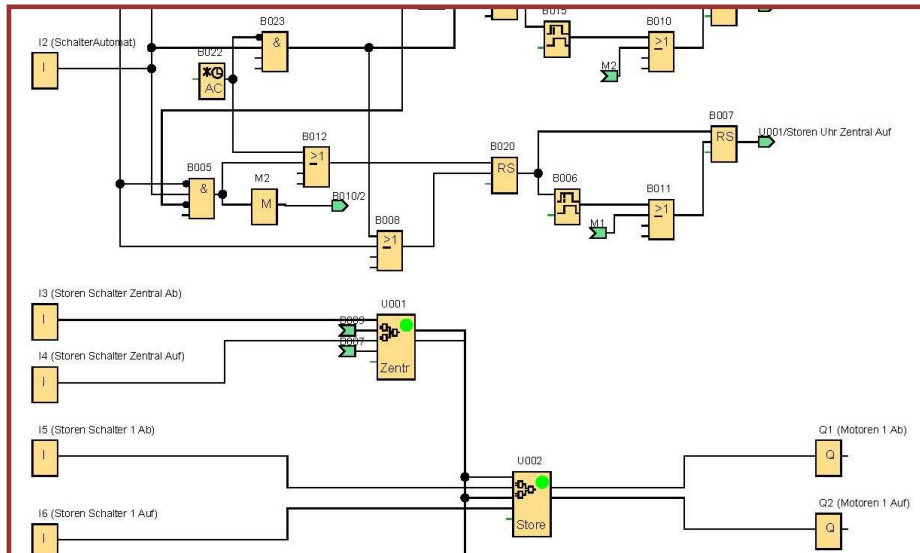 B023
I2 (SchalterAutomat)
I
&
B022
AC
B015
B010
>1
M2
B007
RS
U001/Storen Uhr Zentral Auf
B012
>1
B020
RS
B005
&
M2
M
B010/2
B006
B011
>1
M1
B008
>1
I3 (Storen Schalter Zentral Ab)
I
U001
B009
B007
Zentr
I4 (Storen Schalter Zentral Auf)
I
I5 (Storen Schalter 1 Ab)
I
Q1 (Motoren 1 Ab)
Q
U002
Store
I6 (Storen Schalter 1 Auf)
I
Q2 (Motoren 1 Auf)
Q